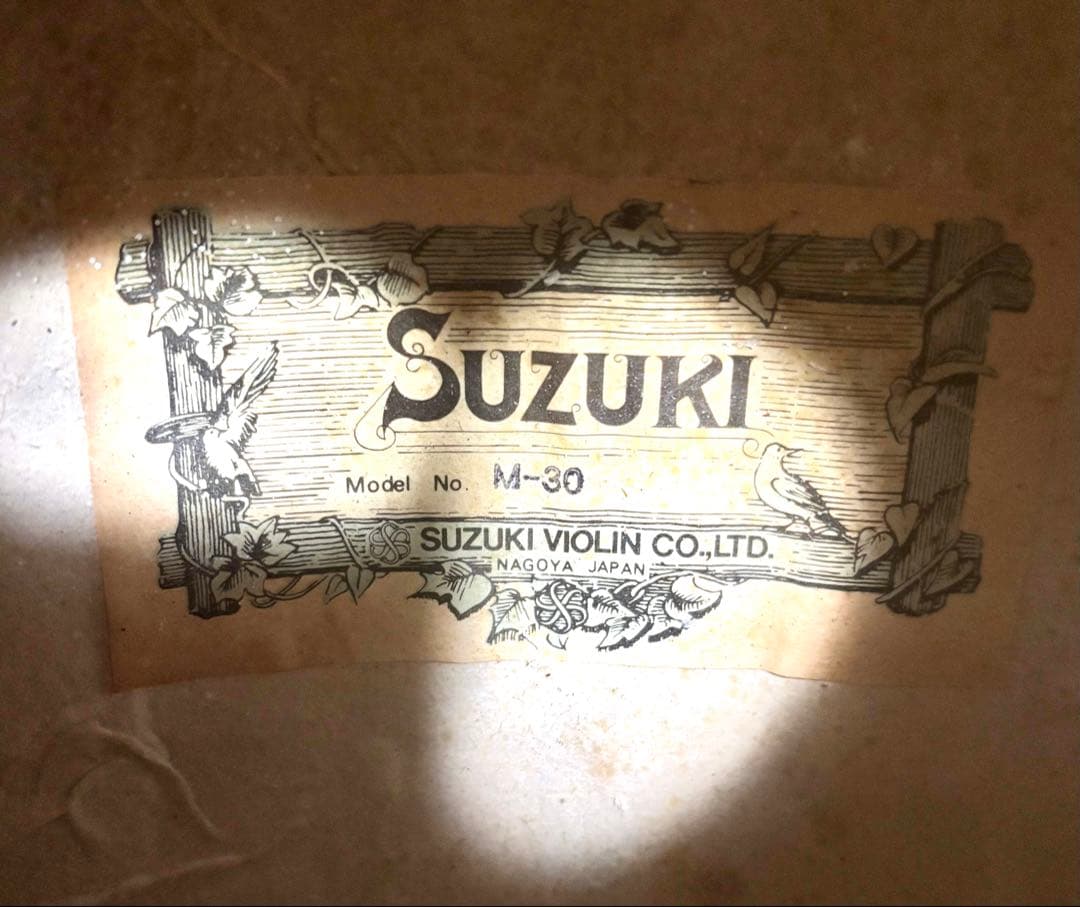 SUZUKI
Model No. M-30
SUZUKI VIOLIN CO.,LTD.
NAGOYA JAPAN